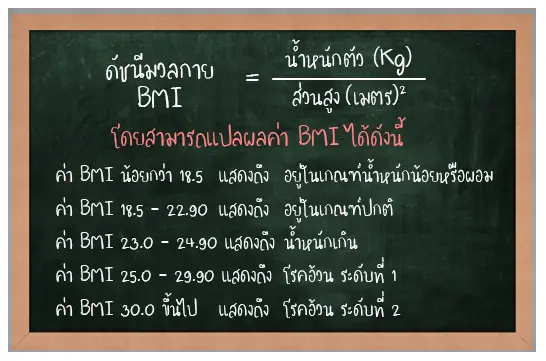 ดัชนีมวลกาย BMI = น้ำหนักตัว (Kg)
ส่วนสูง (เมตร)²
โดยสามารถแปลผลค่า BMI ได้ดังนี้
ค่า BMI น้อยกว่า 18.5 แสดงถึง อยู่ในเกณฑ์น้ำหนักน้อยหรือผอม
ค่า BMI 18.5 - 22.90 แสดงถึง อยู่ในเกณฑ์ปกติ
ค่า BMI 23.0 - 24.90 แสดงถึง น้ำหนักเกิน
ค่า BMI 25.0 - 29.90 แสดงถึง โรคอ้วน ระดับที่ 1
ค่า BMI 30.0 ขึ้นไป แสดงถึง โรคอ้วน ระดับที่ 2